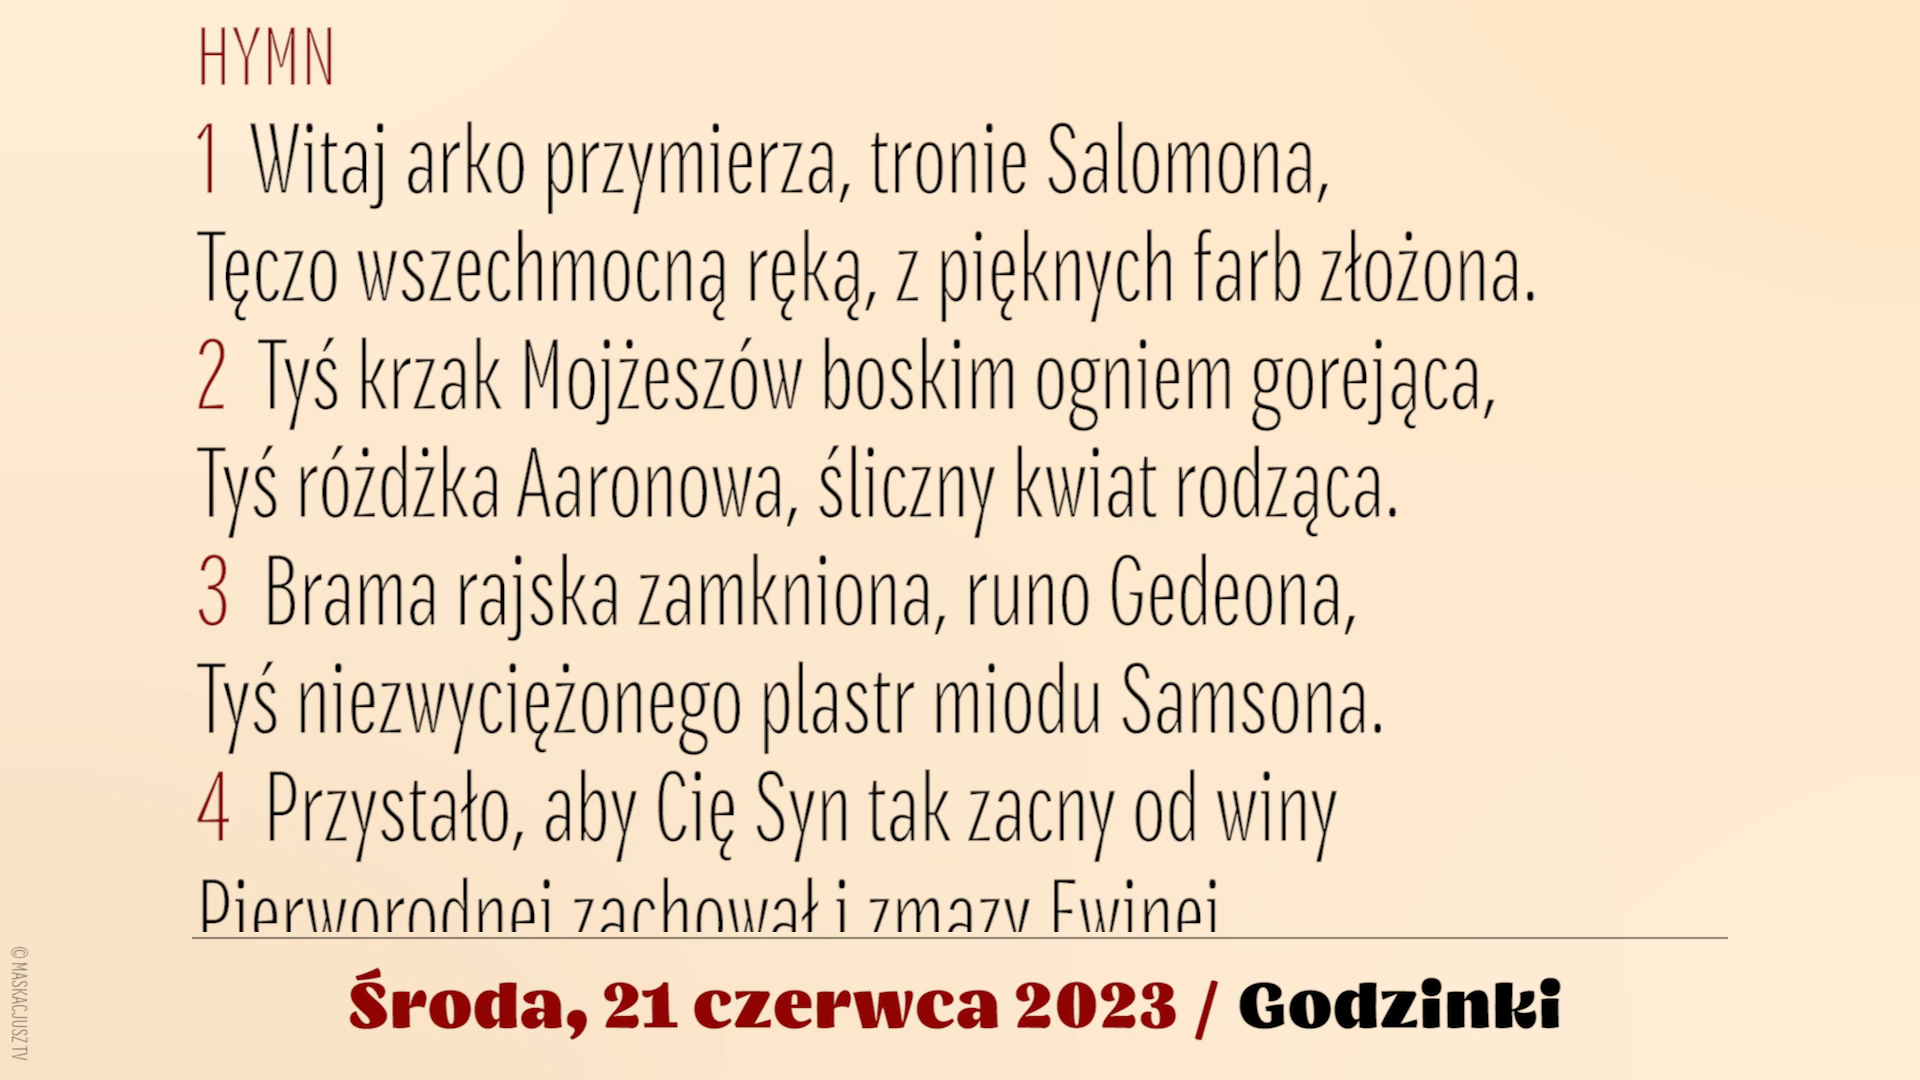 HYMN
1 Witaj arko przymierza, tronie Salomona,
Tęczo wszechmocną ręką, z pięknych farb złożona.
2 Tyś krzak Mojżeszów boskim ogniem gorejąca,
Tyś różdżka Aaronowa, śliczny kwiat rodząca.
3 Brama rajska zamkniona, runo Gedeona,
Tyś niezwyciężonego plastr miodu Samsona.
4 Przystało, aby Cię Syn tak zacny od winy
Pierworodnej zachował i zmazy Ewinej
Środa, 21 czerwca 2023 / Godzinki
© MASKACJUSZ TV